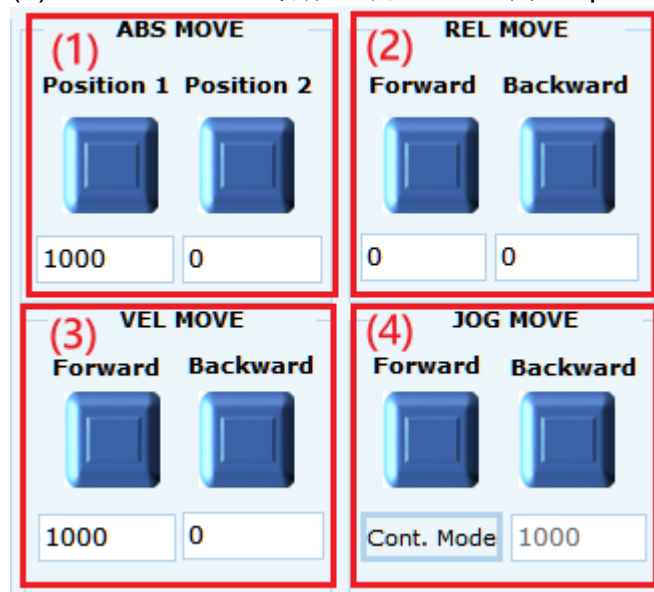 (1) ABS MOVE
Position 1 Position 2
1000 0
(2) REL MOVE
Forward Backward
0 0
(3) VEL MOVE
Forward Backward
1000 0
(4) JOG MOVE
Forward Backward
Cont. Mode 1000